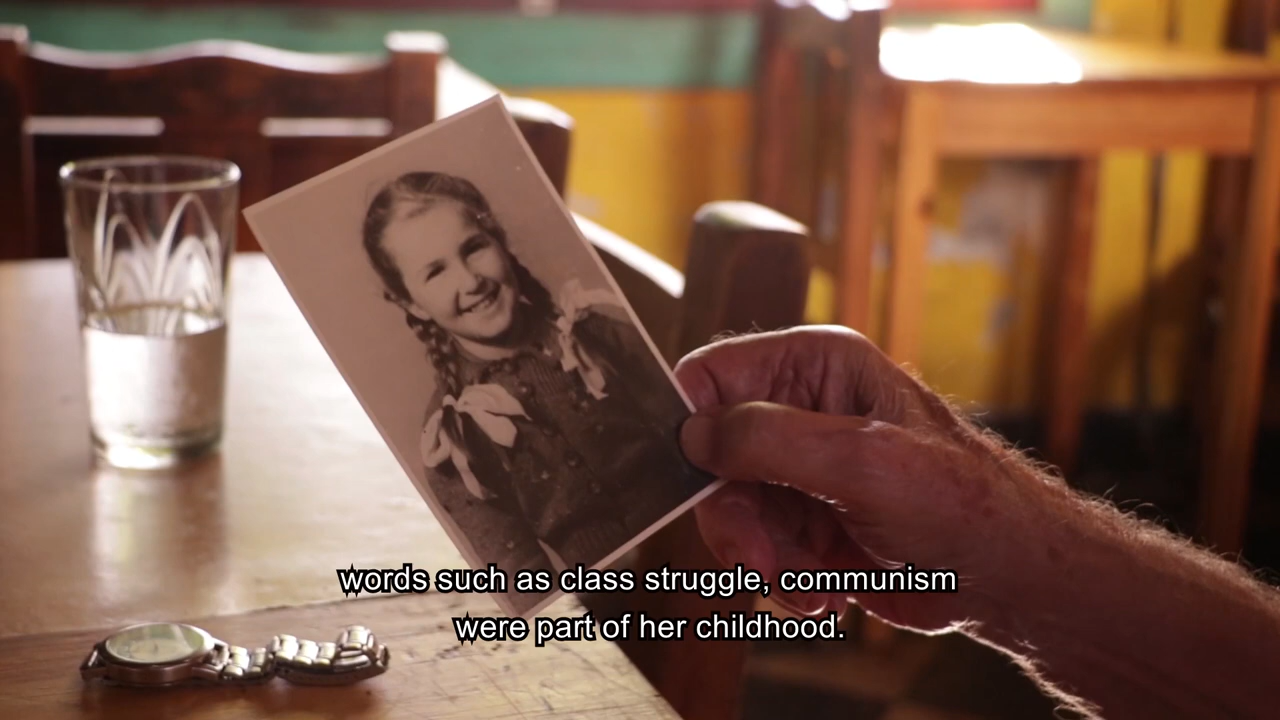 words such as class struggle, communism
were part of her childhood.